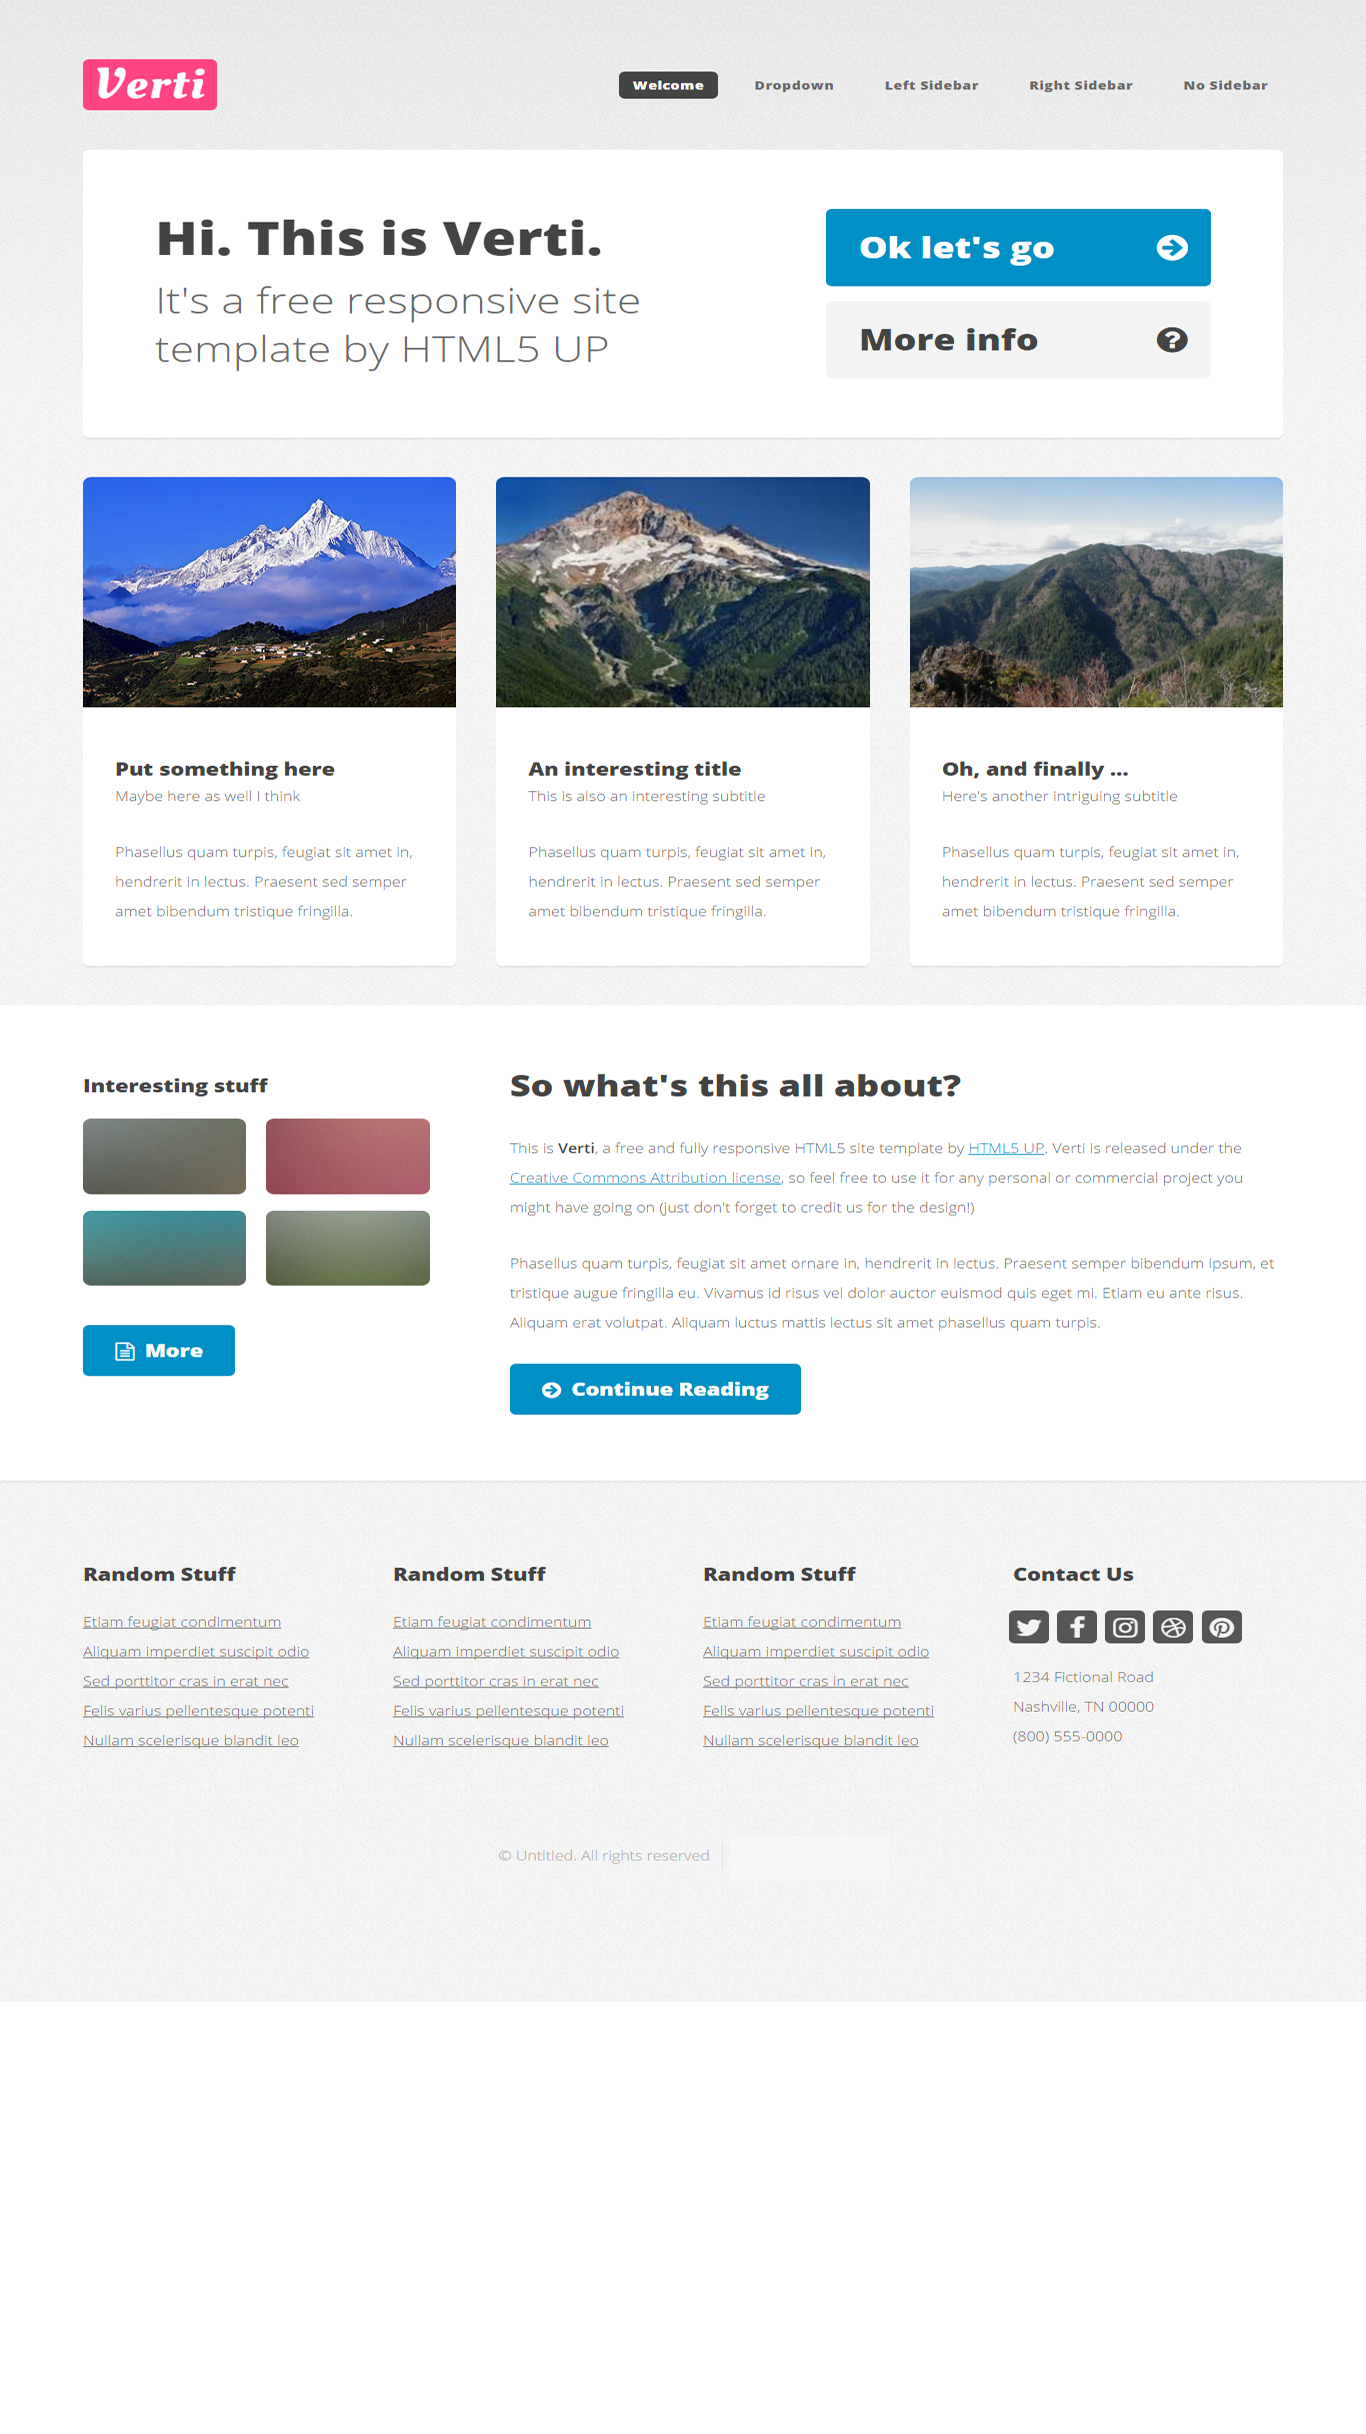 Verti
Welcome
Dropdown
Left Sidebar
Right Sidebar
No Sidebar
Hi. This is Verti.
It's a free responsive site
template by HTML5 UP
Ok let's go
More info
Put something here
Maybe here as well I think
Phasellus quam turpis, feugiat sit amet in,
hendrerit in lectus. Praesent sed semper
amet bibendum tristique fringilla.
An interesting title
This is also an interesting subtitle
Phasellus quam turpis, feugiat sit amet in,
hendrerit in lectus. Praesent sed semper
amet bibendum tristique fringilla.
Oh, and finally ...
Here's another intriguing subtitle
Phasellus quam turpis, feugiat sit amet in,
hendrerit in lectus. Praesent sed semper
amet bibendum tristique fringilla.
Interesting stuff
More
So what's this all about?
This is Verti, a free and fully responsive HTML5 site template by HTML5 UP. Verti is released under the
Creative Commons Attribution license, so feel free to use it for any personal or commercial project you
might have going on (just don't forget to credit us for the design!)
Phasellus quam turpis, feugiat sit amet ornare in, hendrerit in lectus. Praesent semper bibendum ipsum, et
tristique augue fringilla eu. Vivamus id risus vel dolor auctor euismod quis eget mi. Etiam eu ante risus.
Aliquam erat volutpat. Aliquam luctus mattis lectus sit amet phasellus quam turpis.
Continue Reading
Random Stuff
Etiam feugiat condimentum
Aliquam imperdiet suscipit odio
Sed porttitor cras in erat nec
Felis varius pellentesque potenti
Nullam scelerisque blandit leo
Random Stuff
Etiam feugiat condimentum
Aliquam imperdiet suscipit odio
Sed porttitor cras in erat nec
Felis varius pellentesque potenti
Nullam scelerisque blandit leo
Random Stuff
Etiam feugiat condimentum
Aliquam imperdiet suscipit odio
Sed porttitor cras in erat nec
Felis varius pellentesque potenti
Nullam scelerisque blandit leo
Contact Us
1234 Fictional Road
Nashville, TN 00000
(800) 555-0000
© Untitled. All rights reserved